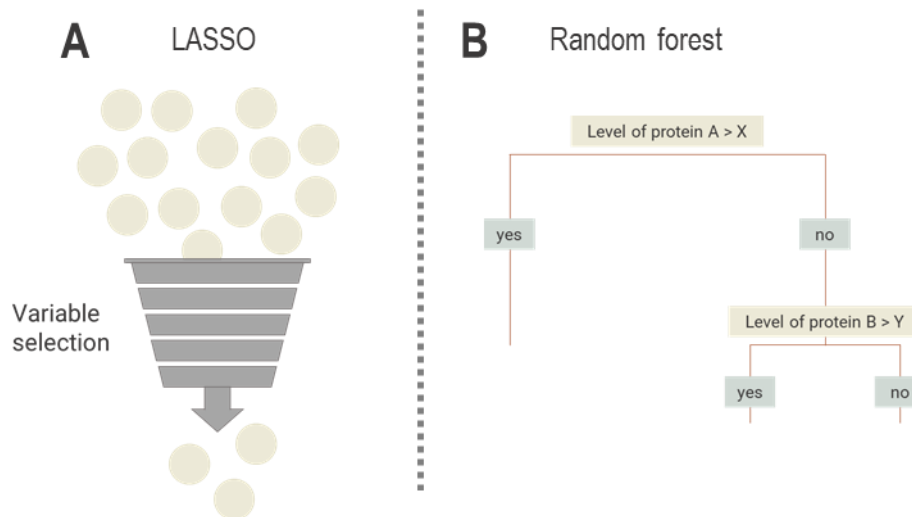 A
LASSO
Variable
selection
B
Random forest
Level of protein A > X
yes
no
Level of protein B > Y
yes
no